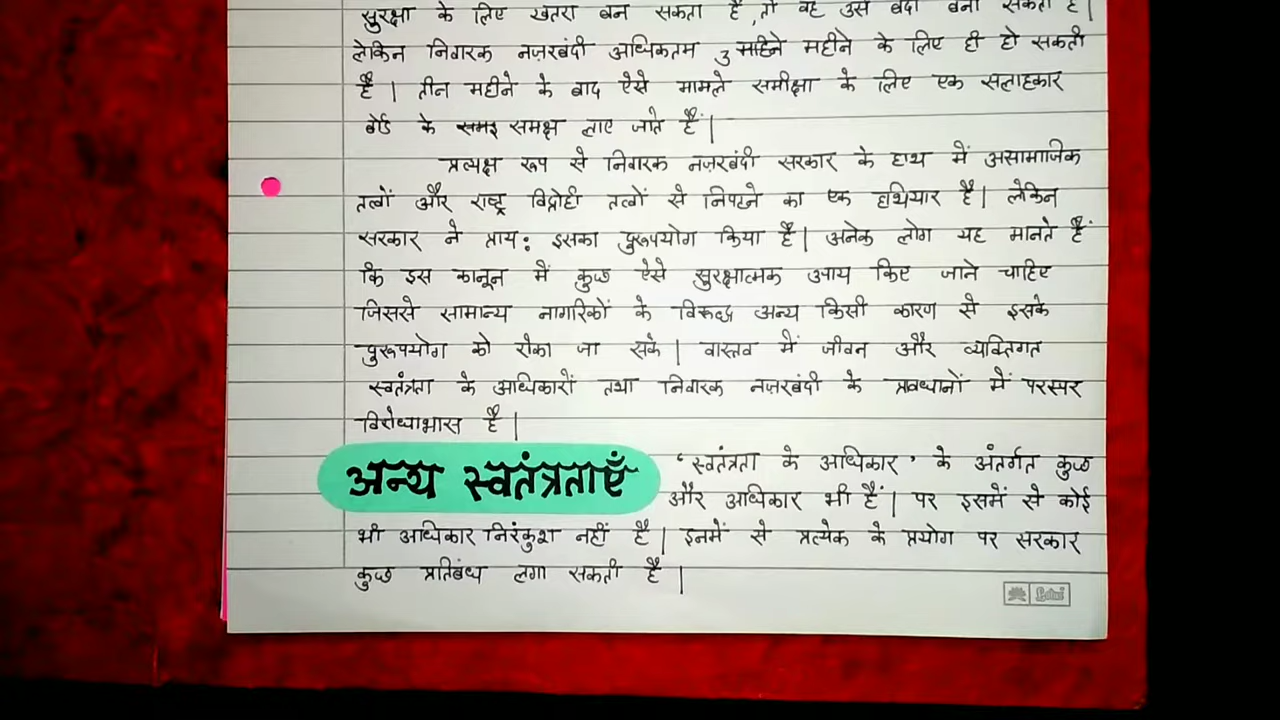 सुरक्षा के लिए खतरा बन सकता है, तो वह उसे बंदी बना सकती है।
लेकिन निवारक नज़रबंदी अधिकतम 3 महिने महीने के लिए ही हो सकती
है। तीन महीने के बाद ऐसे मामले समीक्षा के लिए एक सलाहकार
बोर्ड के समक्ष लाए जाते हैं।
प्रत्यक्ष रूप से निवारक नज़रबंदी सरकार के हाथ में असामाजिक
तत्वों और राष्ट्र विद्रोही तत्वों से निपटने का एक हथियार है। लेकिन
सरकार ने प्राय: इसका दुरूपयोग किया है। अनेक लोग यह मानते हैं
कि इस कानून में कुछ ऐसे सुरक्षात्मक उपाय किए जाने चाहिए
जिससे सामान्य नागरिकों के विरूद्ध अन्य किसी कारण से इसके
दुरूपयोग को रोका जा सके। वास्तव में जीवन और व्यक्तिगत
स्वतंत्रता के अधिकारों तथा निवारक नज़रबंदी के प्रावधानों में परस्पर
विरोधाभास है।
अन्य स्वतंत्रताएँ
'स्वतंत्रता के अधिकार' के अंतर्गत कुछ
और अधिकार भी हैं। पर इसमें से कोई
भी अधिकार निरंकुश नहीं है। इनमें से प्रत्येक के प्रयोग पर सरकार
कुछ प्रतिबंध लगा सकती है।